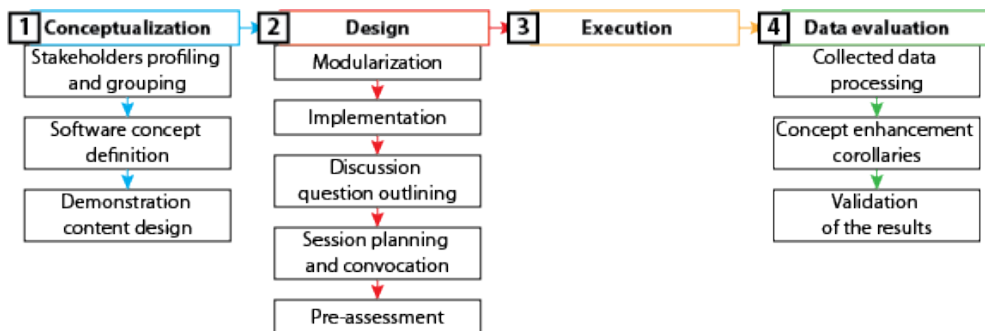 1 Conceptualization
Stakeholders profiling
and grouping
Software concept
definition
Demonstration
content design
2 Design
Modularization
Implementation
Discussion
question outlining
Session planning
and convocation
Pre-assessment
3 Execution
4 Data evaluation
Collected data
processing
Concept enhancement
corollaries
Validation
of the results